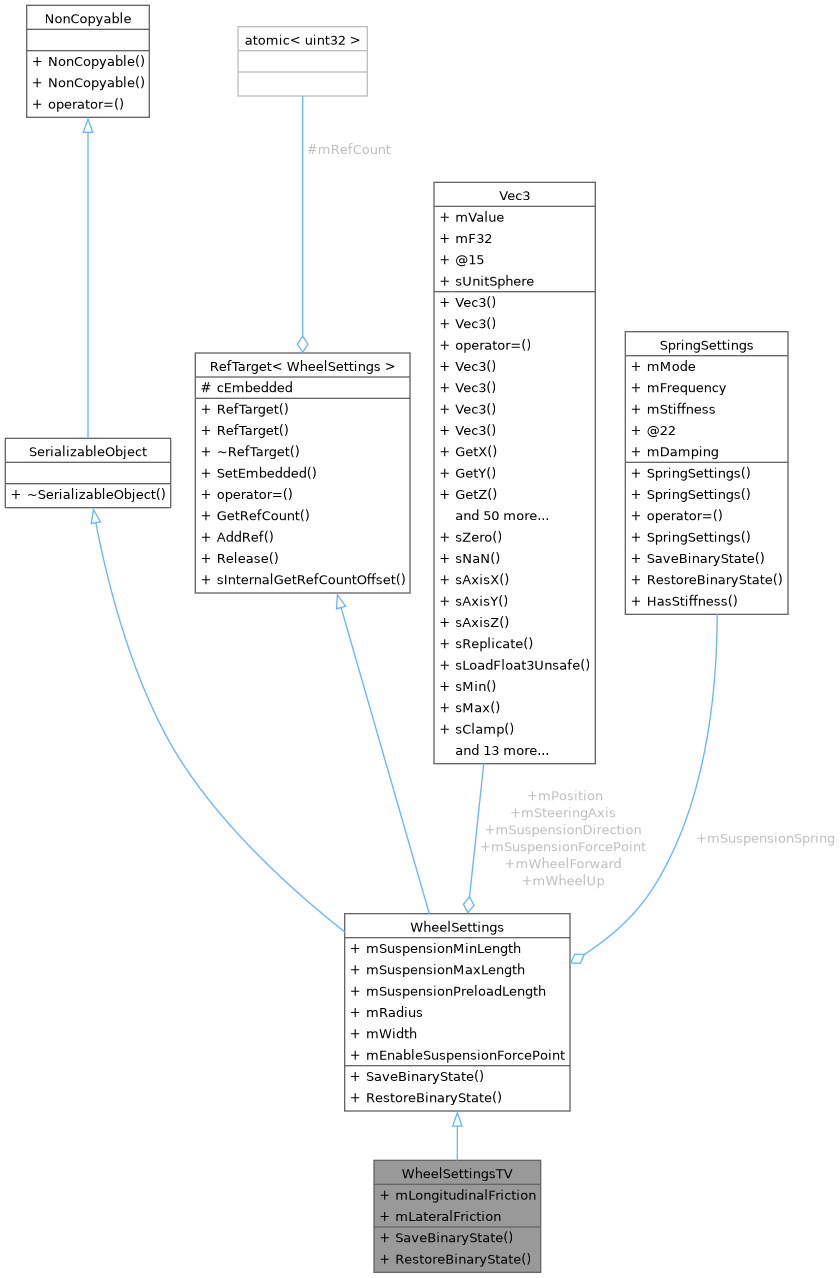 NonCopyable
+ NonCopyable()
+ NonCopyable()
+ operator=()
atomic< uint32 >
#mRefCount
Vec3
+ mValue
+ mF32
+ @15
+ sUnitSphere
+ Vec3()
+ Vec3()
+ operator=()
+ Vec3()
+ Vec3()
+ Vec3()
+ Vec3()
+ GetX()
+ GetY()
+ GetZ()
and 50 more...
+ sZero()
+ sNaN()
+ sAxisX()
+ sAxisY()
+ sAxisZ()
+ sReplicate()
+ sLoadFloat3Unsafe()
+ sMin()
+ sMax()
+ sClamp()
and 13 more...
SpringSettings
+ mMode
+ mFrequency
+ mStiffness
+ @22
+ mDamping
+ SpringSettings()
+ SpringSettings()
+ operator=()
+ SpringSettings()
+ SaveBinaryState()
+ RestoreBinaryState()
+ HasStiffness()
RefTarget< WheelSettings >
# cEmbedded
+ RefTarget()
+ RefTarget()
+ ~RefTarget()
+ SetEmbedded()
+ operator=()
+ GetRefCount()
+ AddRef()
+ Release()
+ sInternalGetRefCountOffset()
SerializableObject
+ ~SerializableObject()
+mPosition
+mSteeringAxis
+mSuspensionDirection
+mSuspensionForcePoint
+mWheelForward
+mWheelUp
+mSuspensionSpring
WheelSettings
+ mSuspensionMinLength
+ mSuspensionMaxLength
+ mSuspensionPreloadLength
+ mRadius
+ mWidth
+ mEnableSuspensionForcePoint
+ SaveBinaryState()
+ RestoreBinaryState()
WheelSettingsTV
+ mLongitudinalFriction
+ mLateralFriction
+ SaveBinaryState()
+ RestoreBinaryState()